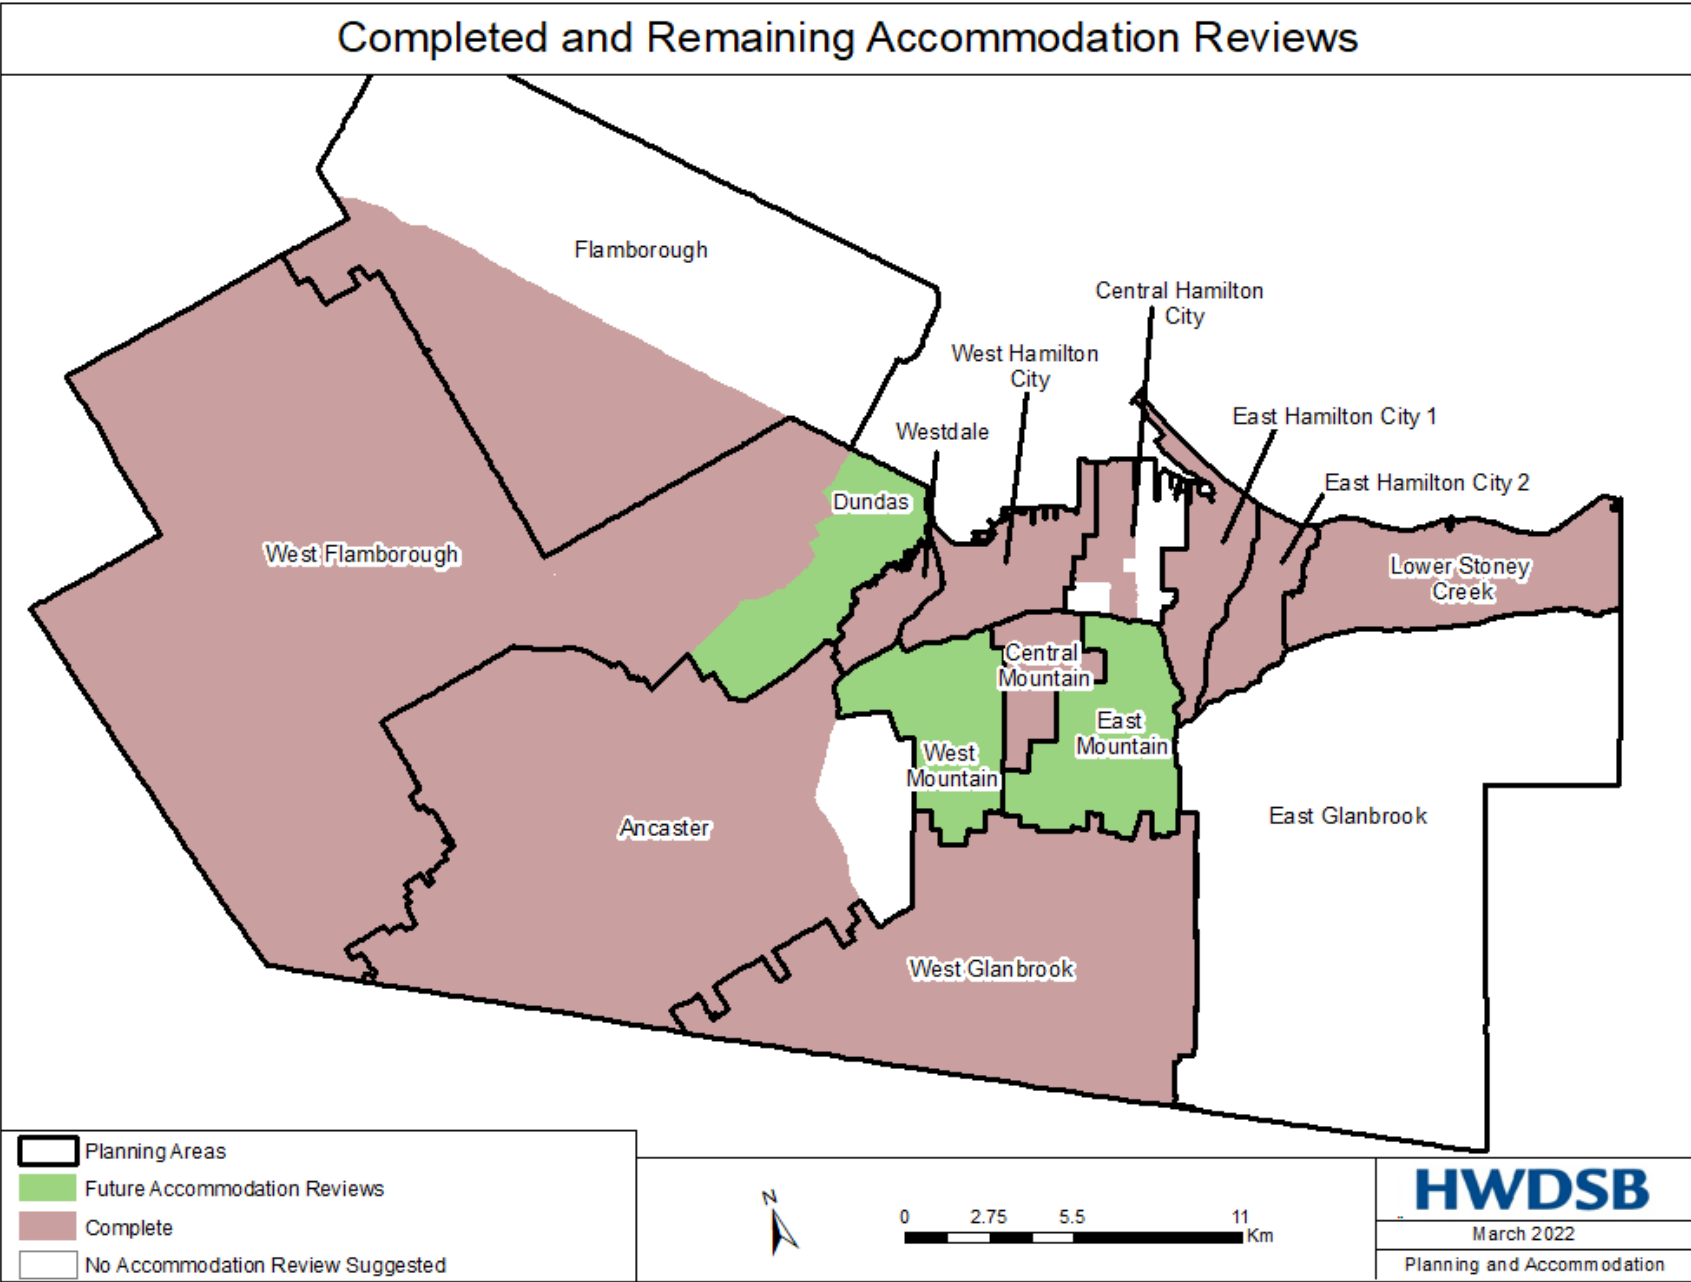 Completed and Remaining Accommodation Reviews
Flamborough
Central Hamilton
City
West Hamilton
City
East Hamilton City 1
Westdale
East Hamilton City 2
Dundas
West Flamborough
Lower Stoney
Creek
Central
Mountain
East
Mountain
West
Mountain
Ancaster
East Glanbrook
West Glanbrook
Planning Areas
Future Accommodation Reviews
Complete
No Accommodation Review Suggested
N
0 2.75 5.5 11
Km
HWDSB
March 2022
Planning and Accommodation